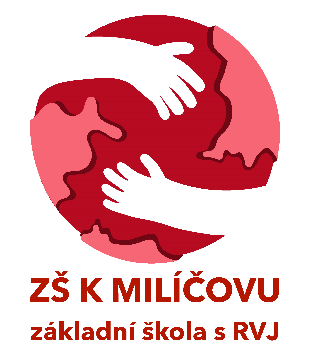 ZŠ K MILÍČOVU
základní škola s RVJ